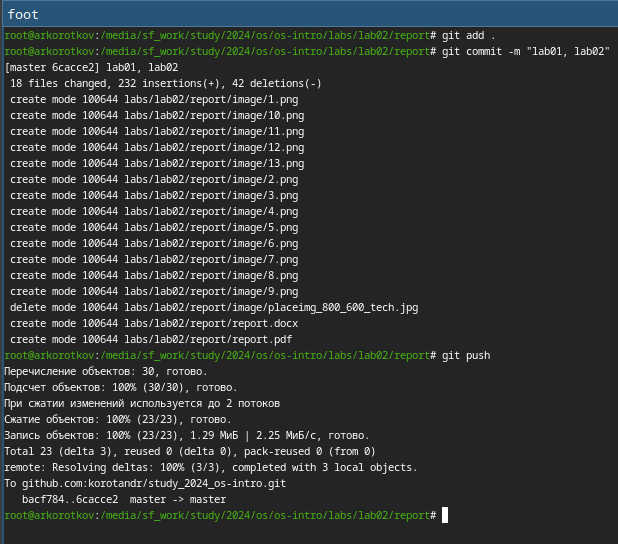 foot
root@arkorotkov:/media/sf_work/study/2024/os/os-intro/labs/lab02/report# git add .
root@arkorotkov:/media/sf_work/study/2024/os/os-intro/labs/lab02/report# git commit -m "lab01, lab02"
[master 6cacce2] lab01, lab02
18 files changed, 232 insertions(+), 42 deletions(-)
create mode 100644 labs/lab02/report/image/1.png
create mode 100644 labs/lab02/report/image/10.png
create mode 100644 labs/lab02/report/image/11.png
create mode 100644 labs/lab02/report/image/12.png
create mode 100644 labs/lab02/report/image/13.png
create mode 100644 labs/lab02/report/image/2.png
create mode 100644 labs/lab02/report/image/3.png
create mode 100644 labs/lab02/report/image/4.png
create mode 100644 labs/lab02/report/image/5.png
create mode 100644 labs/lab02/report/image/6.png
create mode 100644 labs/lab02/report/image/7.png
create mode 100644 labs/lab02/report/image/8.png
create mode 100644 labs/lab02/report/image/9.png
delete mode 100644 labs/lab02/report/image/placeimg_800_600_tech.jpg
create mode 100644 labs/lab02/report/report.docx
create mode 100644 labs/lab02/report/report.pdf
root@arkorotkov:/media/sf_work/study/2024/os/os-intro/labs/lab02/report# git push
Перечисление объектов: 30, готово.
Подсчет объектов: 100% (30/30), готово.
При сжатии изменений используется до 2 потоков
Сжатие объектов: 100% (23/23), готово.
Запись объектов: 100% (23/23), 1.29 МиБ | 2.25 МиБ/с, готово.
Total 23 (delta 3), reused 0 (delta 0), pack-reused 0 (from 0)
remote: Resolving deltas: 100% (3/3), completed with 3 local objects.
To github.com:korotandr/study_2024_os-intro.git
bacf784..6cacce2  master -> master
root@arkorotkov:/media/sf_work/study/2024/os/os-intro/labs/lab02/report#